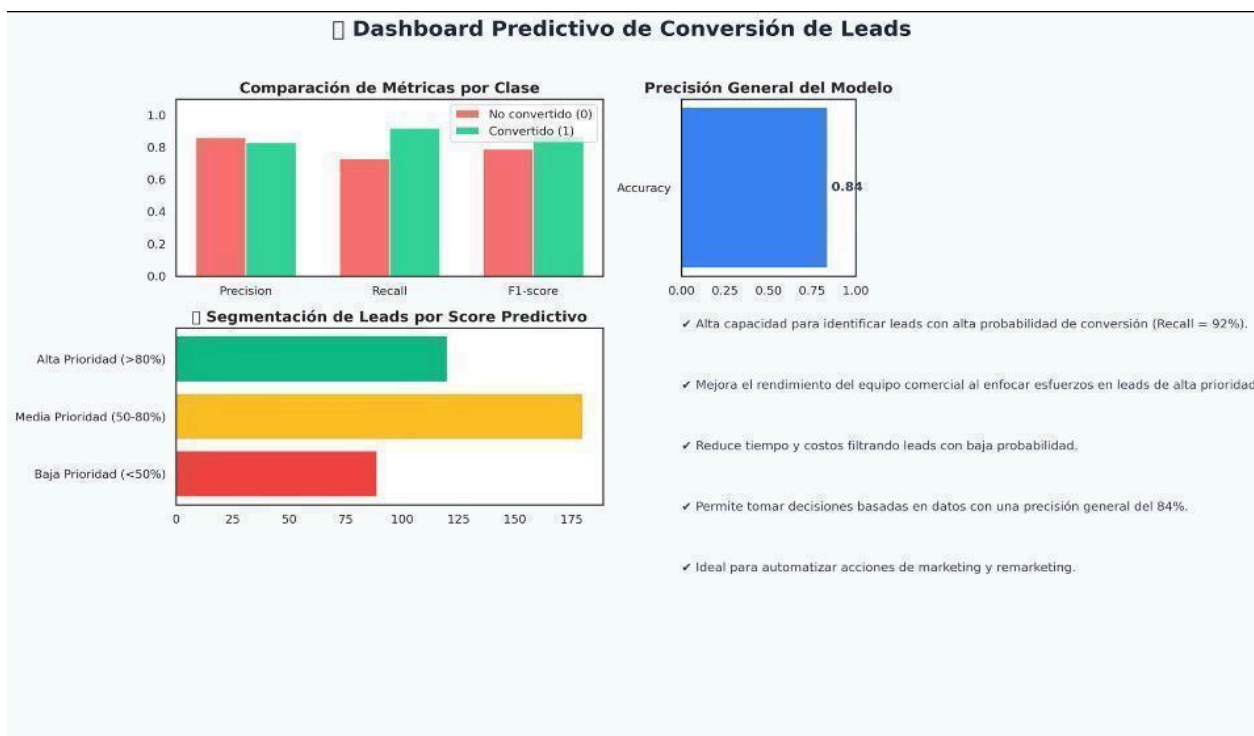 Dashboard Predictivo de Conversión de Leads
Comparación de Métricas por Clase
1.0
0.8
0.6
0.4
0.2
0.0
No convertido (0)
Convertido (1)
Precision Recall F1-score
Precisión General del Modelo
Accuracy
0.84
0.00 0.25 0.50 0.75 1.00
Segmentación de Leads por Score Predictivo
Alta Prioridad (>80%)
Media Prioridad (50-80%)
Baja Prioridad (<50%)
0 25 50 75 100 125 150 175
✔ Alta capacidad para identificar leads con alta probabilidad de conversión (Recall = 92%).
✔ Mejora el rendimiento del equipo comercial al enfocar esfuerzos en leads de alta prioridad
✔ Reduce tiempo y costos filtrando leads con baja probabilidad.
✔ Permite tomar decisiones basadas en datos con una precisión general del 84%.
✔ Ideal para automatizar acciones de marketing y remarketing.